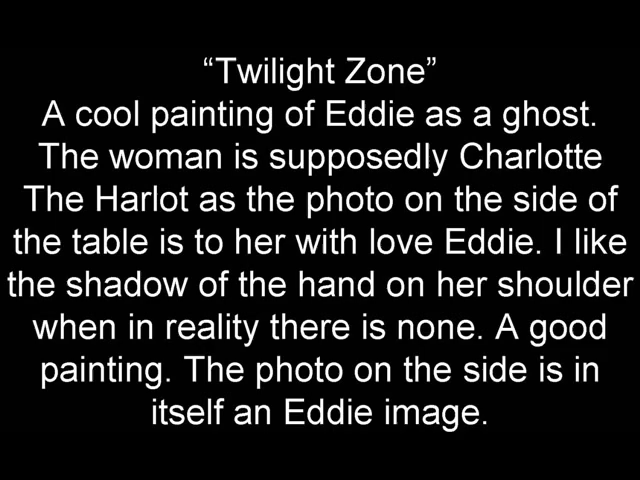 “Twilight Zone”
A cool painting of Eddie as a ghost.
The woman is supposedly Charlotte
The Harlot as the photo on the side of
the table is to her with love Eddie. I like
the shadow of the hand on her shoulder
when in reality there is none. A good
painting. The photo on the side is in
itself an Eddie image.